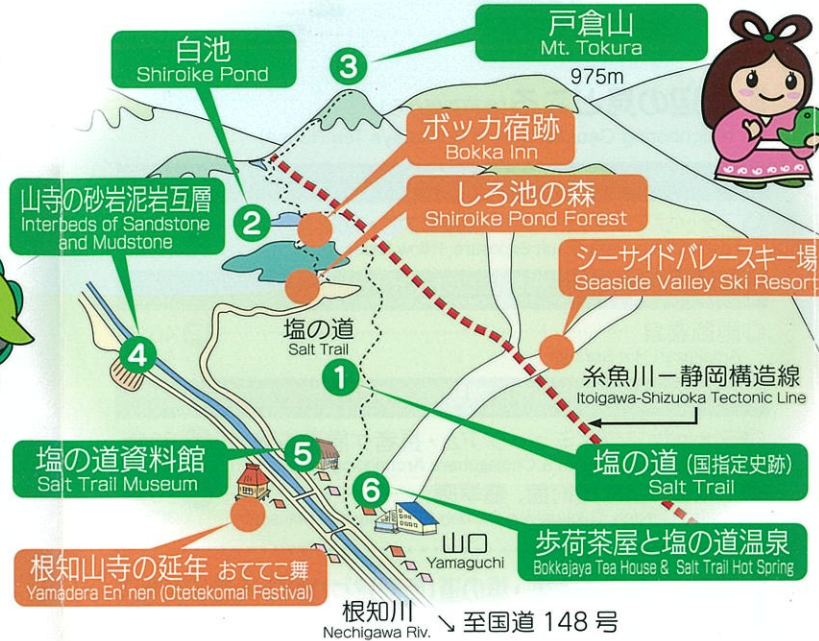 戸倉山
Mt. Tokura
975m
白池
Shiroike Pond
3
ボッカ宿跡
Bokka Inn
山寺の砂岩泥岩互層
Interbeds of Sandstone
and Mudstone
2
しろ池の森
Shiroike Pond Forest
シーサイドバレースキー場
Seaside Valley Ski Resort
塩の道
Salt Trail
4
1
糸魚川－静岡構造線
Itoigawa-Shizuoka Tectonic Line
塩の道資料館
Salt Trail Museum
5
塩の道 (国指定史跡)
Salt Trail
6
山口
Yamaguchi
歩荷茶屋と塩の道温泉
Bokkajaya Tea House & Salt Trail Hot Spring
根知山寺の延年 おててこ舞
Yamadera En'nen (Otetekomai Festival)
根知川
Nechigawa Riv.
↘ 至国道 148 号